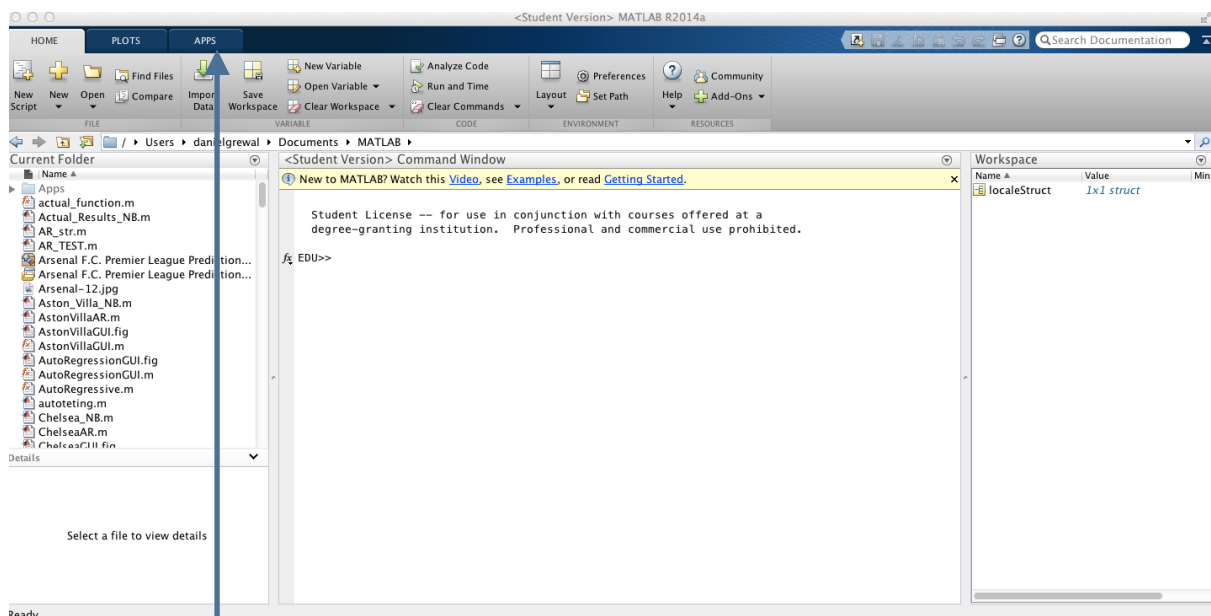 <Student Version> MATLAB R2014a
HOME PLOTS APPS
Search Documentation
New Script
New
Open
Find Files
Compare
Import Data
Save Workspace
New Variable
Open Variable
Clear Workspace
Analyze Code
Run and Time
Clear Commands
Layout
Preferences
Set Path
Help
Community
Add-Ons
FILE VARIABLE CODE ENVIRONMENT RESOURCES
/ Users danielgrewal Documents MATLAB
Current Folder
Name
Apps
actual_function.m
Actual_Results_NB.m
AR_str.m
AR_TEST.m
Arsenal F.C. Premier League Prediction...
Arsenal F.C. Premier League Prediction...
Arsenal-12.jpg
Aston_Villa_NB.m
AstonVillaAR.m
AstonVillaGUI.fig
AstonVillaGUI.m
AutoRegressionGUI.fig
AutoRegressionGUI.m
AutoRegressive.m
autoteting.m
Chelsea_NB.m
ChelseaAR.m
ChelseaGUI.fig
Details
Select a file to view details
Ready
<Student Version> Command Window
New to MATLAB? Watch this Video, see Examples, or read Getting Started.
Student License -- for use in conjunction with courses offered at a
degree-granting institution. Professional and commercial use prohibited.
fx EDU>>
Workspace
Name Value Min
localeStruct 1x1 struct